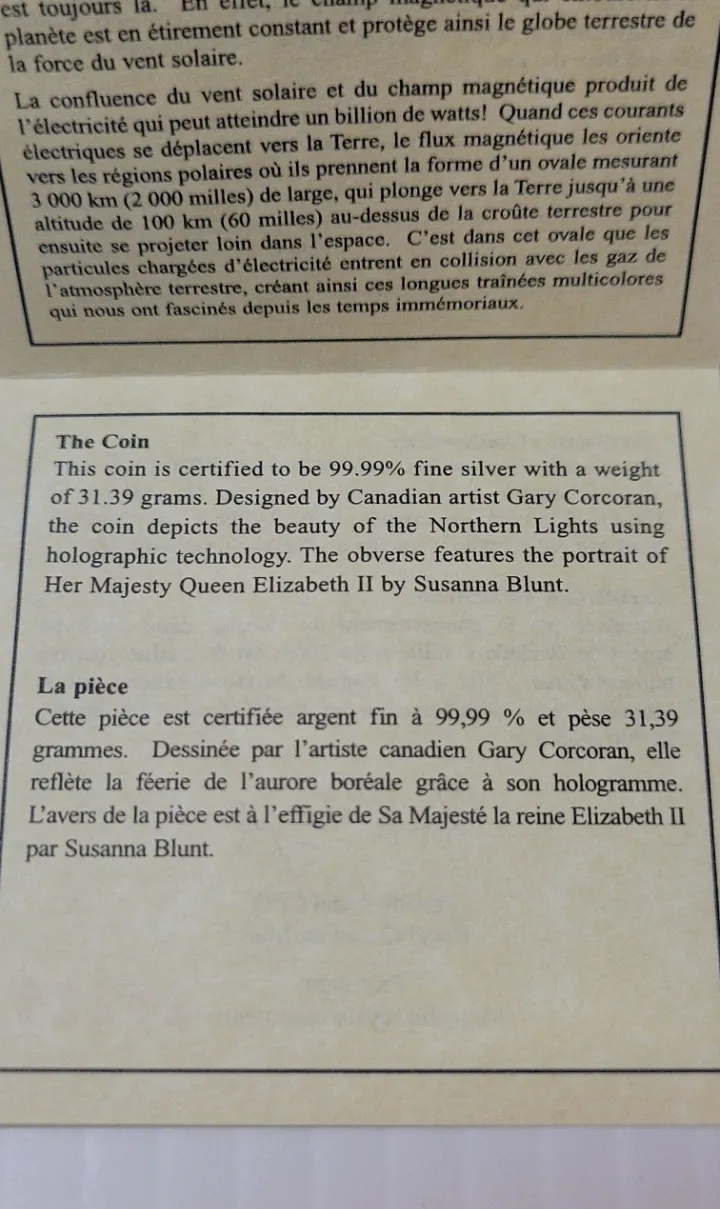 est toujours là. En effet, le champ magnétique qui
planète est en étirement constant et protège ainsi le globe terrestre de
la force du vent solaire.
La confluence du vent solaire et du champ magnétique produit de
l'électricité qui peut atteindre un billion de watts! Quand ces courants
électriques se déplacent vers la Terre, le flux magnétique les oriente
vers les régions polaires où ils prennent la forme d'un ovale mesurant
3 000 km (2 000 milles) de large, qui plonge vers la Terre jusqu'à une
altitude de 100 km (60 milles) au-dessus de la croûte terrestre pour
ensuite se projeter loin dans l'espace. C'est dans cet ovale que les
particules chargées d'électricité entrent en collision avec les gaz de
l'atmosphère terrestre, créant ainsi ces longues traînées multicolores
qui nous ont fascinés depuis les temps immémoriaux.
The Coin
This coin is certified to be 99.99% fine silver with a weight
of 31.39 grams. Designed by Canadian artist Gary Corcoran,
the coin depicts the beauty of the Northern Lights using
holographic technology. The obverse features the portrait of
Her Majesty Queen Elizabeth II by Susanna Blunt.
La pièce
Cette pièce est certifiée argent fin à 99,99 % et pèse 31,39
grammes. Dessinée par l'artiste canadien Gary Corcoran, elle
reflète la féerie de l'aurore boréale grâce à son hologramme.
L'avers de la pièce est à l'effigie de Sa Majesté la reine Elizabeth II
par Susanna Blunt.